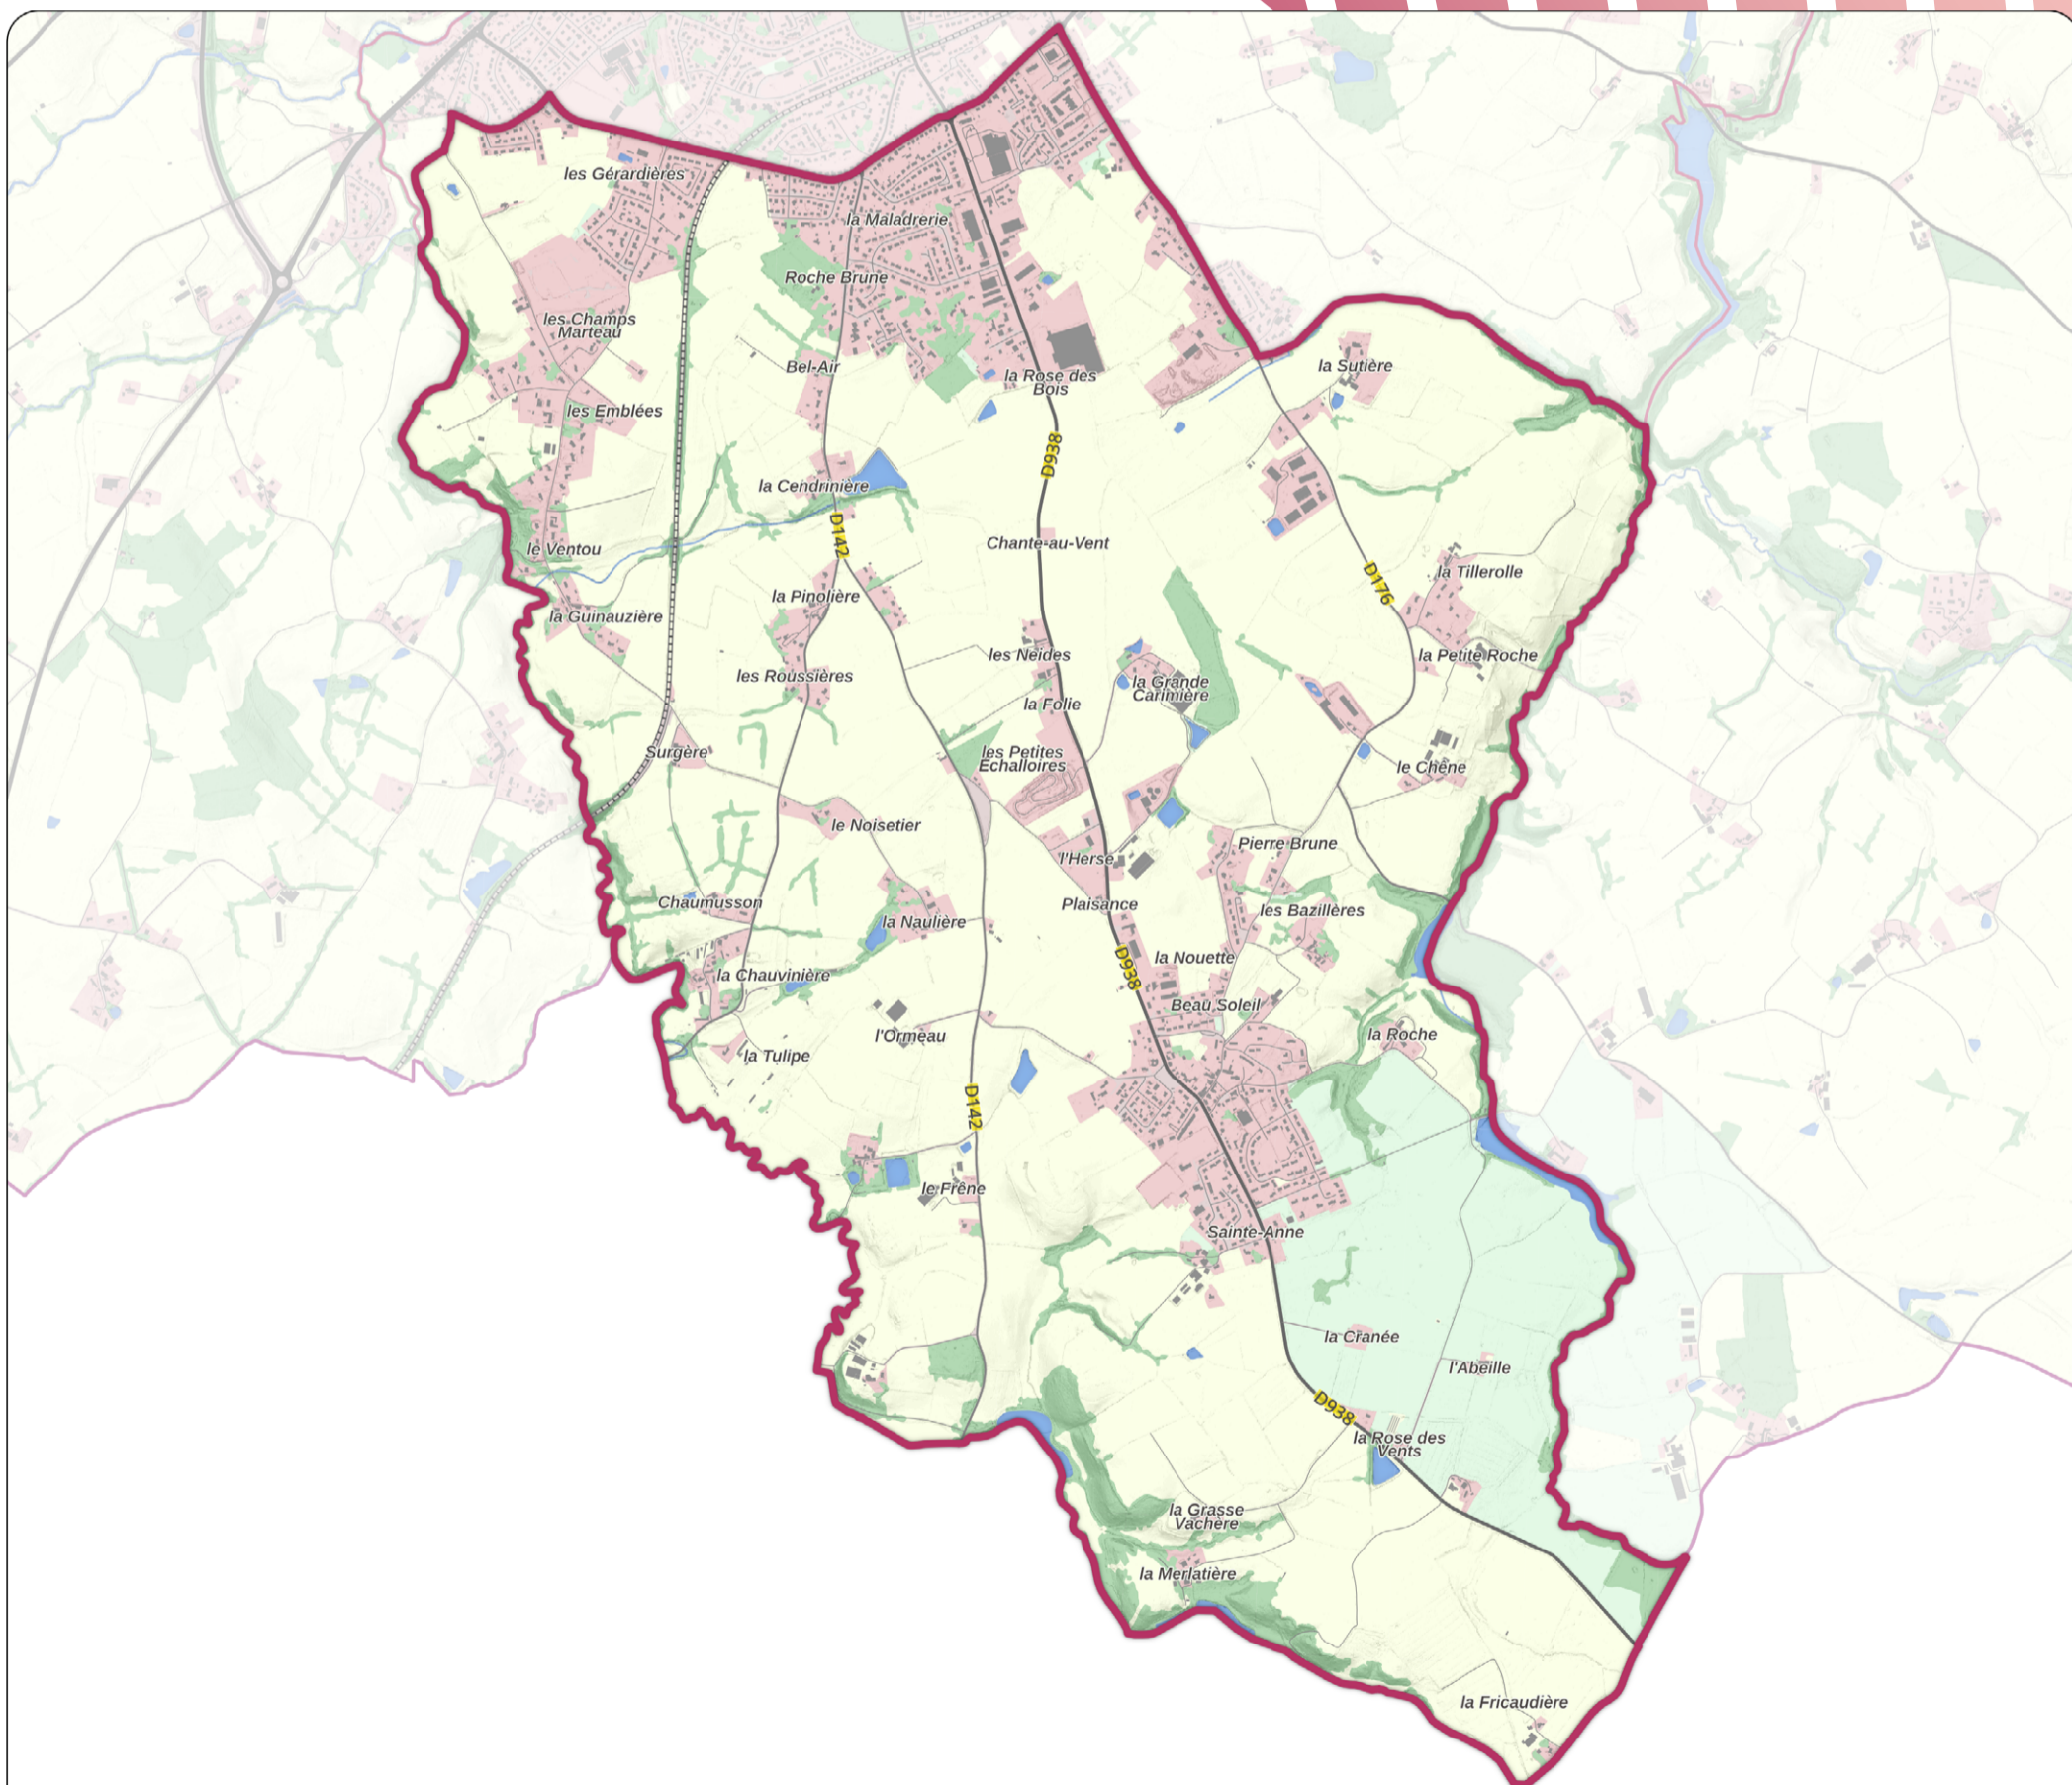 les Gérardières
la Maladrerie
Roche Brune
les Champs
Marteau
Bel-Air
la Sutière
la Rose des
Bois
les Emblées
D938
la Cendrinière
D142
Chante-au-Vent
le Ventou
la Tillerolle
D176
la Pinolière
la Guinauzière
les Neides
la Petite Roche
les Roussières
la Grande
Carimière
la Folie
Surgère
les Petites
Échalloires
le Chêne
le Noisetier
Pierre Brune
l'Herse
Chaumusson
Plaisance
les Bazillères
la Naulière
la Nouette
D938
la Chauvinière
Beau Soleil
l'Ormeau
la Roche
la Tulipe
D142
le Frêne
Sainte-Anne
la Cranée
l'Abeille
D938
la Rose des
Vents
la Grasse
Vachère
la Merlatière
la Fricaudière